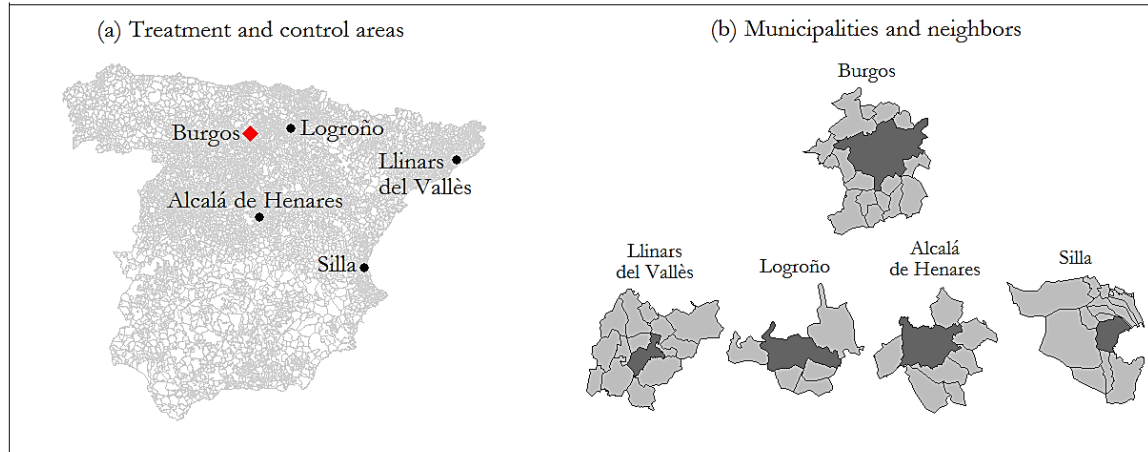 (a) Treatment and control areas
Burgos
Logroño
Llinars
del Vallès
Alcalá de Henares
Silla
(b) Municipalities and neighbors
Burgos
Llinars
del Vallès
Logroño
Alcalá
de Henares
Silla